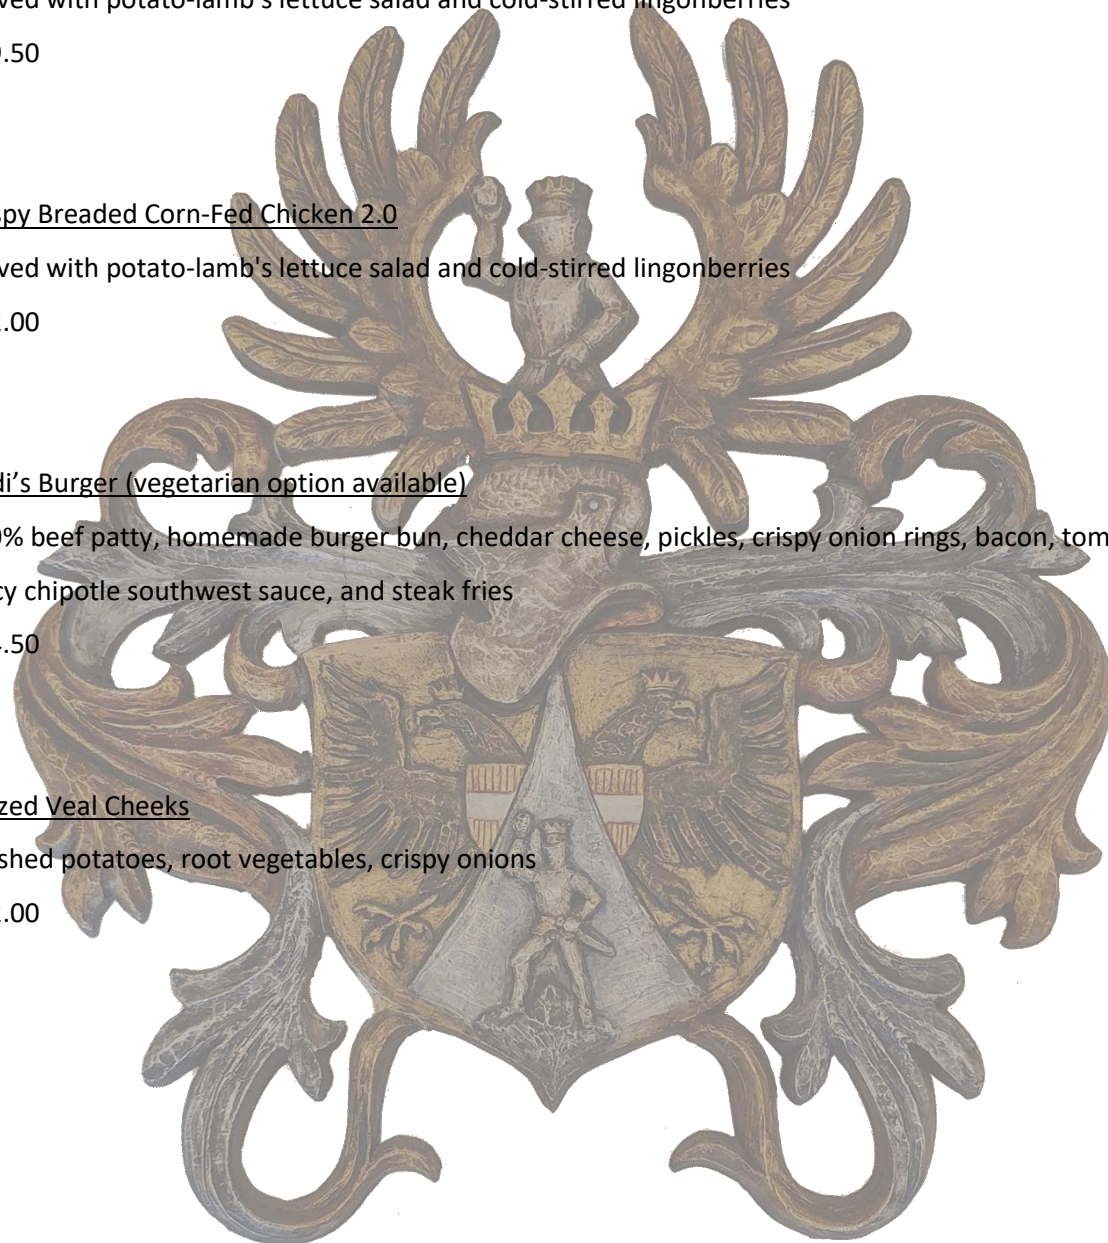 ved with potato-lamb's lettuce salad and cold-stirred lingonberries
.50
spy Breaded Corn-Fed Chicken 2.0
ved with potato-lamb's lettuce salad and cold-stirred lingonberries
.00
di’s Burger (vegetarian option available)
0% beef patty, homemade burger bun, cheddar cheese, pickles, crispy onion rings, bacon, tom
cy chipotle southwest sauce, and steak fries
.50
zed Veal Cheeks
shed potatoes, root vegetables, crispy onions
.00